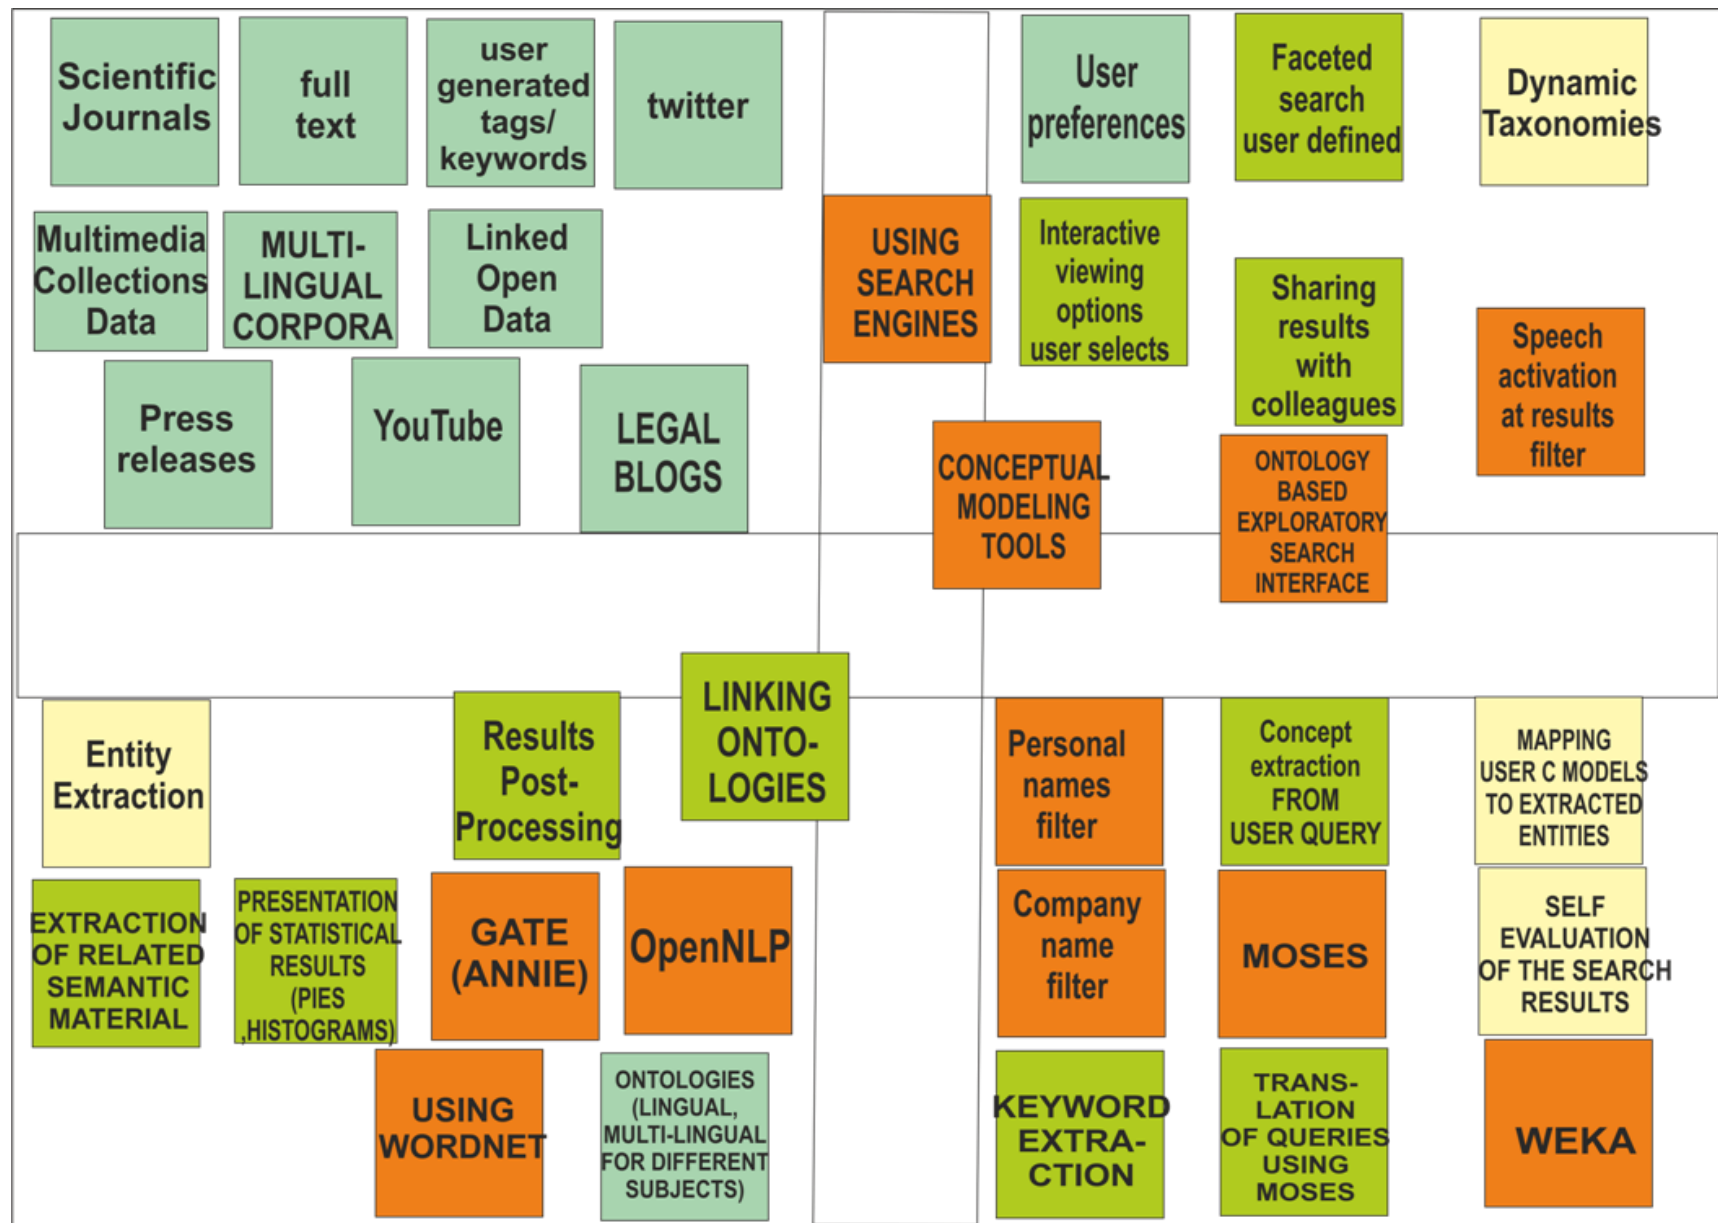 Scientific
Journals
full
text
user
generated
tags/
keywords
twitter
User
preferences
Faceted
search
user defined
Dynamic
Taxonomies
Multimedia
Collections
Data
MULTI-
LINGUAL
CORPORA
Linked
Open
Data
USING
SEARCH
ENGINES
Interactive
viewing
options
user selects
Sharing
results
with
colleagues
Speech
activation
at results
filter
Press
releases
YouTube
LEGAL
BLOGS
CONCEPTUAL
MODELING
TOOLS
ONTOLOGY
BASED
EXPLORATORY
SEARCH
INTERFACE
Entity
Extraction
Results
Post-
Processing
LINKING
ONTO-
LOGIES
Personal
names
filter
Concept
extraction
FROM
USER QUERY
MAPPING
USER C MODELS
TO EXTRACTED
ENTITIES
EXTRACTION
OF RELATED
SEMANTIC
MATERIAL
PRESENTATION
OF STATISTICAL
RESULTS
(PIES
,HISTOGRAMS)
GATE
(ANNIE)
OpenNLP
Company
name
filter
MOSES
SELF
EVALUATION
OF THE SEARCH
RESULTS
USING
WORDNET
ONTOLOGIES
(LINGUAL,
MULTI-LINGUAL
FOR DIFFERENT
SUBJECTS)
KEYWORD
EXTRA-
CTION
TRANS-
LATION
OF QUERIES
USING
MOSES
WEKA